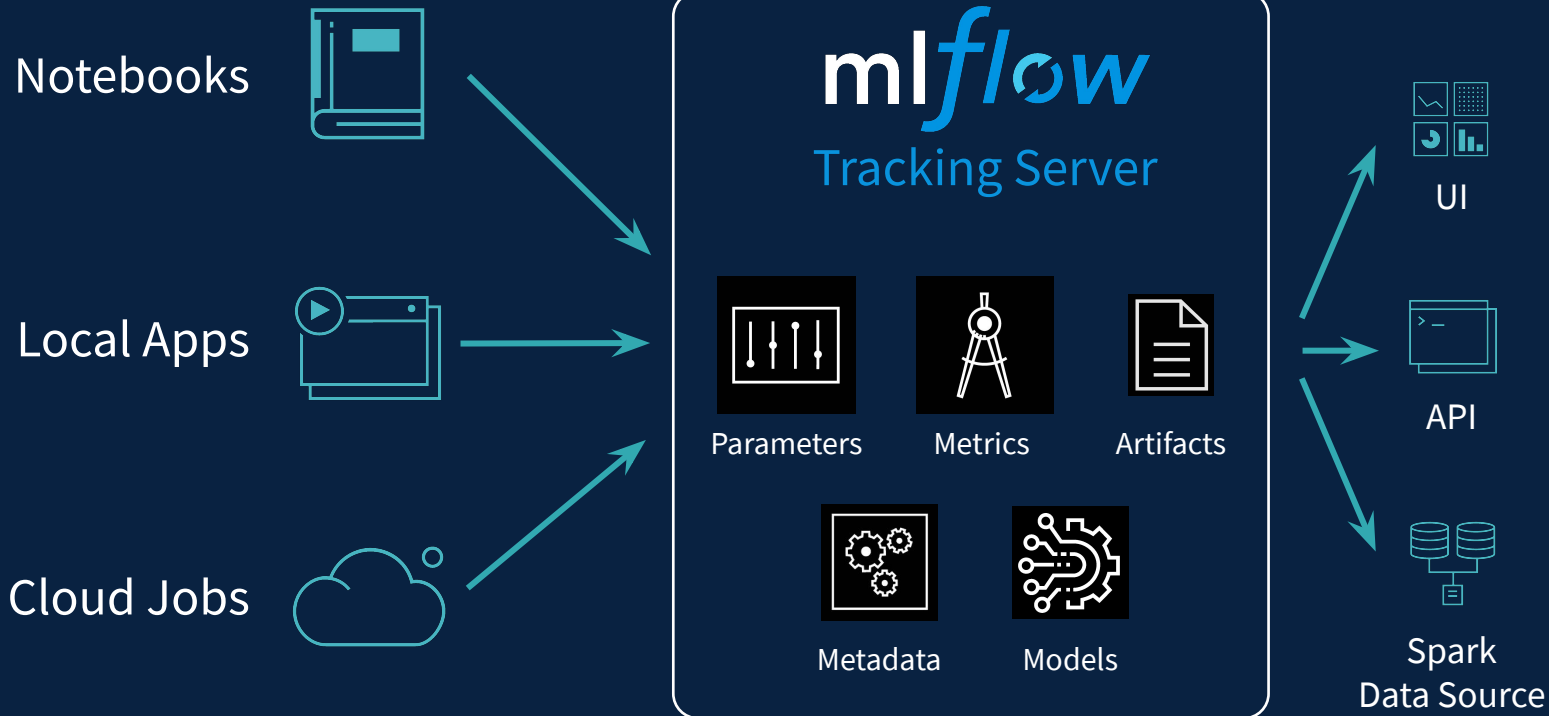 Notebooks
Local Apps
Cloud Jobs
mlflow
Tracking Server
Parameters
Metrics
Artifacts
Metadata
Models
UI
>_
API
Spark
Data Source